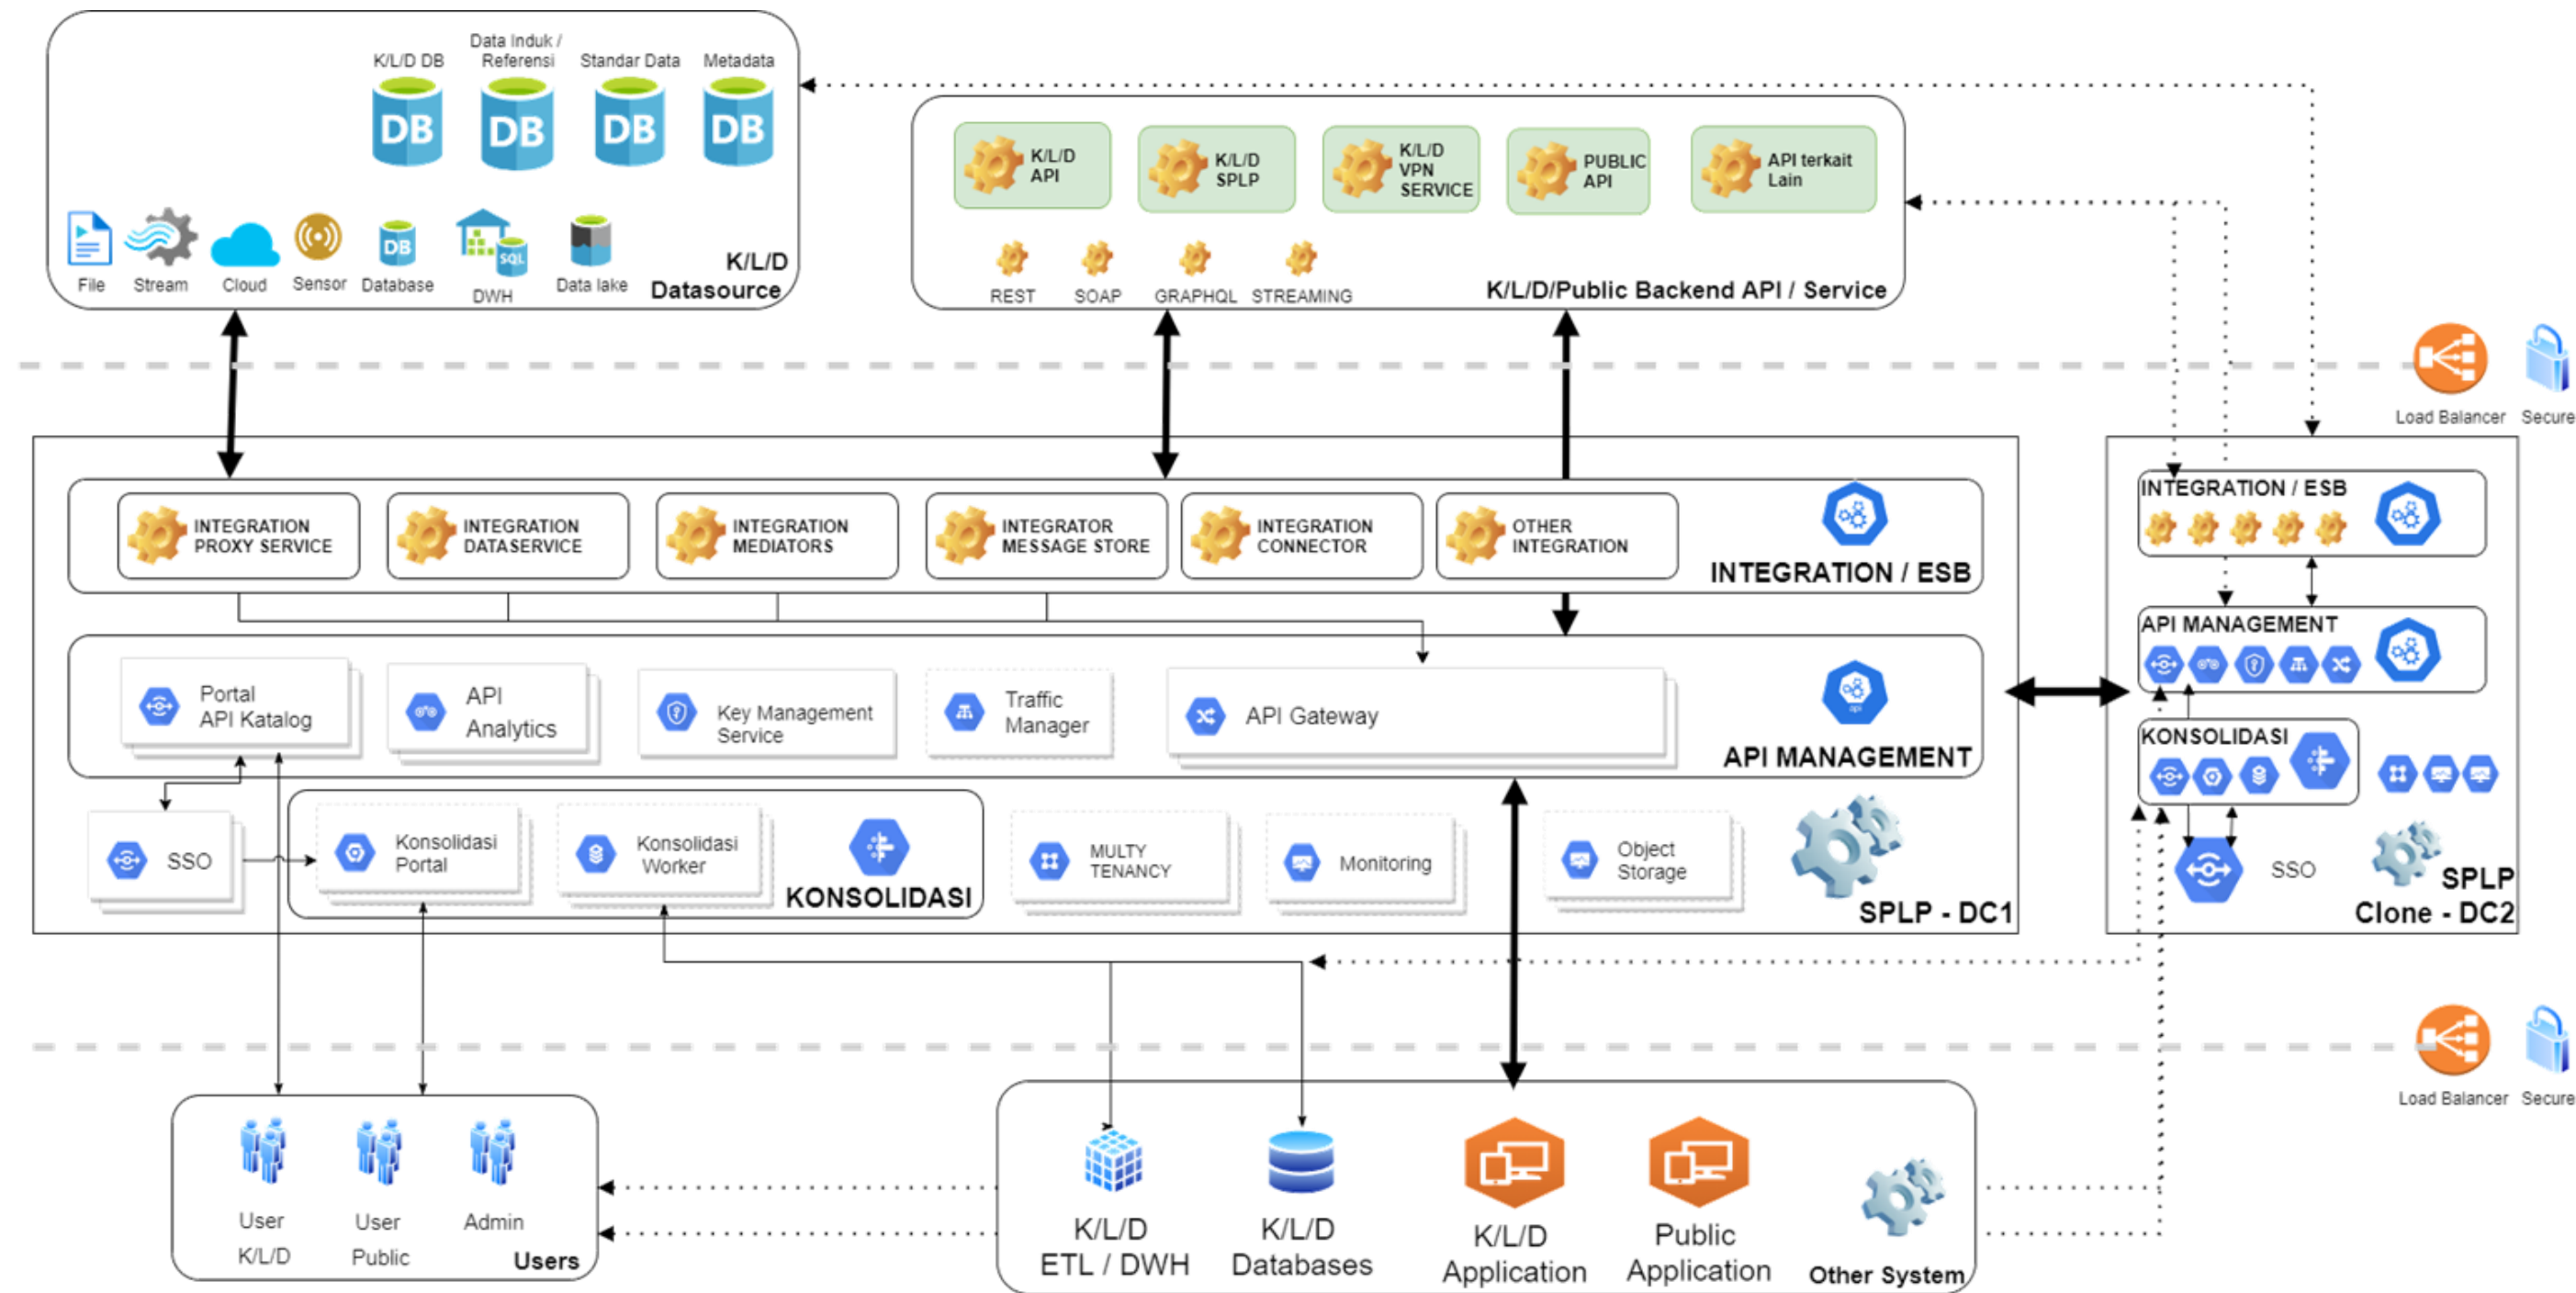 K/L/D DB
Data Induk /
Referensi
Standar Data
Metadata
DB
DB
DB
DB
File
Stream
Cloud
Sensor
DB
Database
SQL
DWH
Data lake
K/L/D
Datasource
K/L/D
API
K/L/D
SPLP
K/L/D
VPN
SERVICE
PUBLIC
API
API terkait
Lain
REST
SOAP
GRAPHQL
STREAMING
K/L/D/Public Backend API / Service
Load Balancer
Secure
INTEGRATION
PROXY SERVICE
INTEGRATION
DATASERVICE
INTEGRATION
MEDIATORS
INTEGRATOR
MESSAGE STORE
INTEGRATION
CONNECTOR
OTHER
INTEGRATION
INTEGRATION / ESB
Portal
API Katalog
API
Analytics
Key Management
Service
Traffic
Manager
API Gateway
api
API MANAGEMENT
SSO
Konsolidasi
Portal
Konsolidasi
Worker
KONSOLIDASI
MULTY
TENANCY
Monitoring
Object
Storage
SPLP - DC1
INTEGRATION / ESB
API MANAGEMENT
KONSOLIDASI
SSO
SPLP
Clone - DC2
Load Balancer
Secure
User
K/L/D
User
Public
Admin
Users
K/L/D
ETL / DWH
K/L/D
Databases
K/L/D
Application
Public
Application
Other System